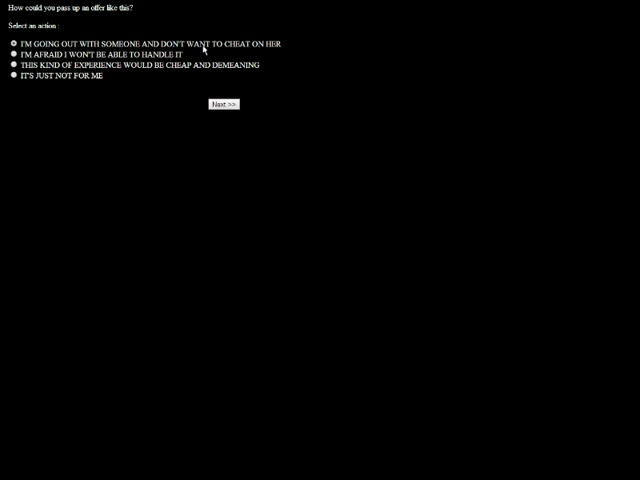 How could you pass up an offer like this?
Select an action :
I'M GOING OUT WITH SOMEONE AND DON'T WANT TO CHEAT ON HER
I'M AFRAID I WON'T BE ABLE TO HANDLE IT
THIS KIND OF EXPERIENCE WOULD BE CHEAP AND DEMEANING
IT'S JUST NOT FOR ME
Next >>